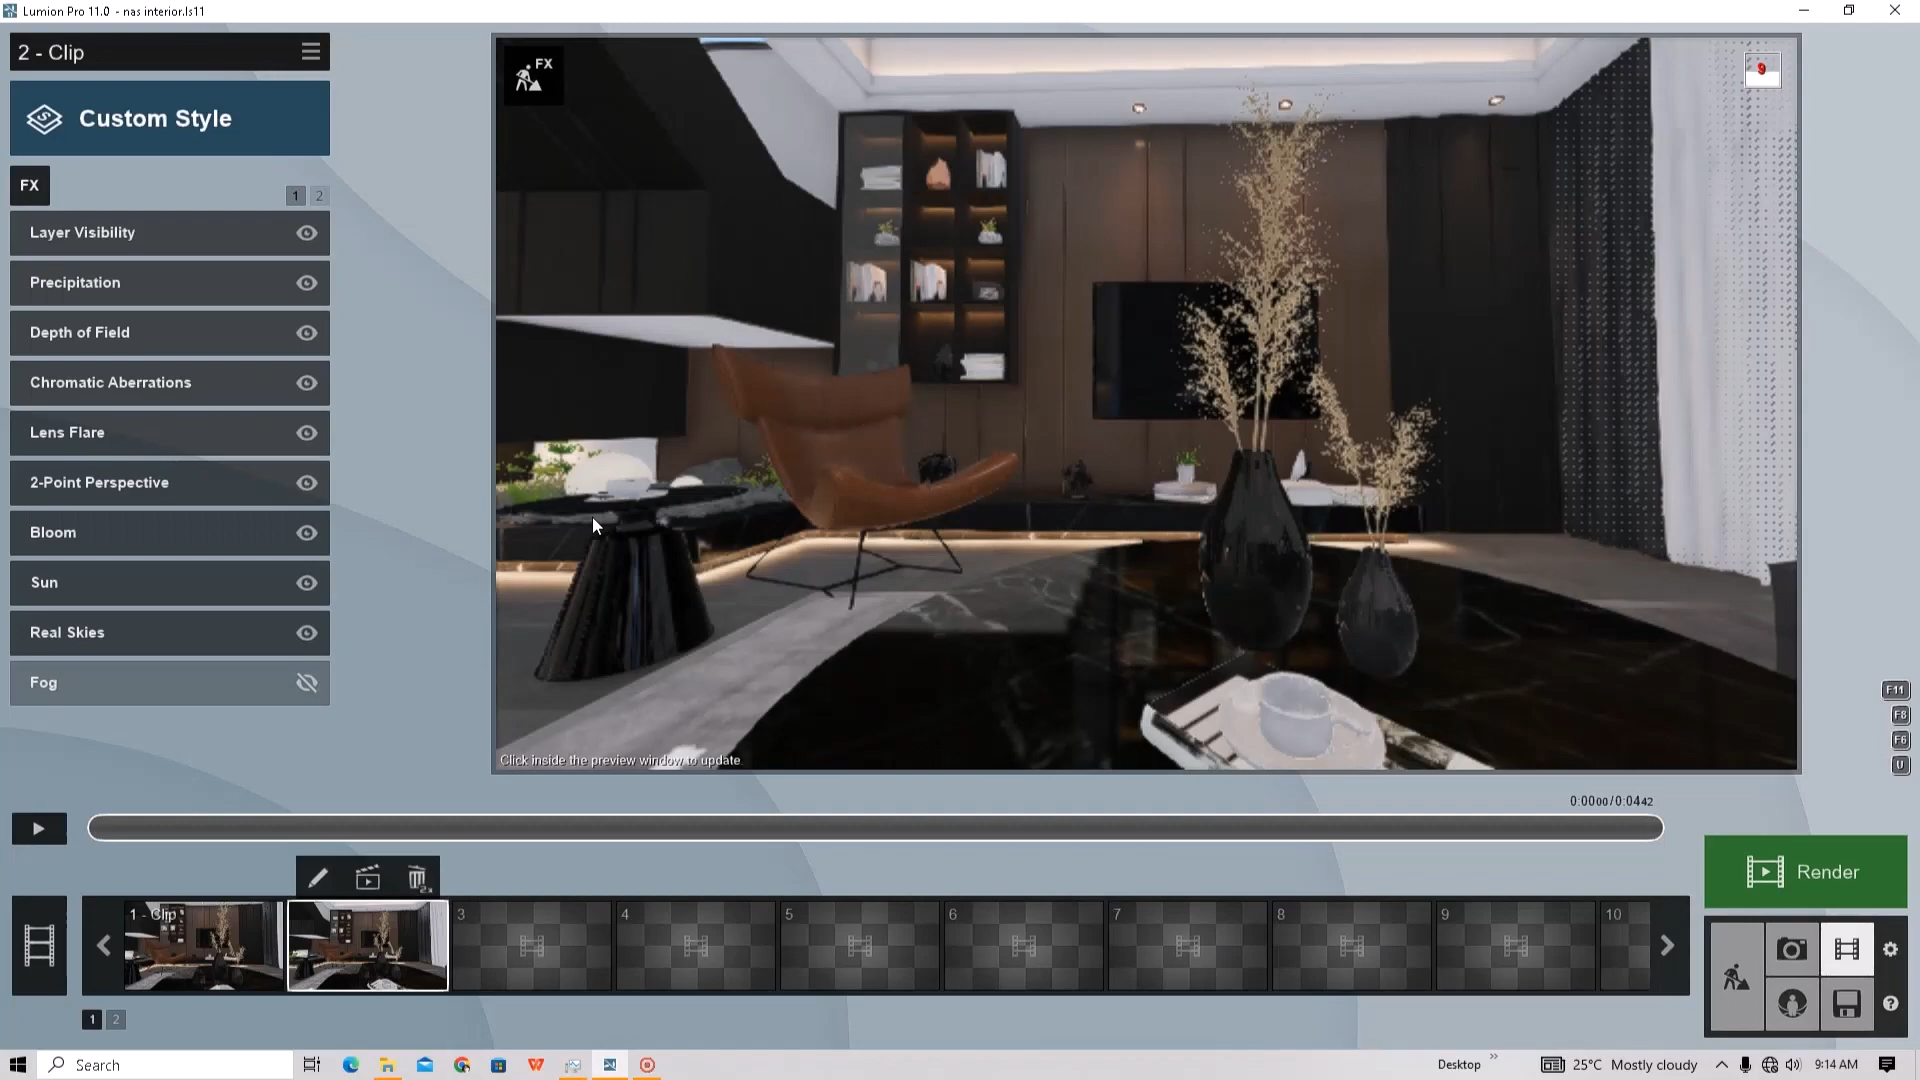 Lumion Pro 11.0 - nas interior.ls11
2 - Clip
FX
9
Custom Style
FX
1 2
Layer Visibility
Precipitation
Depth of Field
Chromatic Aberrations
Lens Flare
2-Point Perspective
Bloom
Sun
Real Skies
Fog
Click inside the preview window to update.
F11
F8
F6
U
0:0000/0:0442
Render
2x
1 - Clip
3
4
5
6
7
8
9
10
1 2
Search
Desktop
25°C Mostly cloudy
9:14 AM